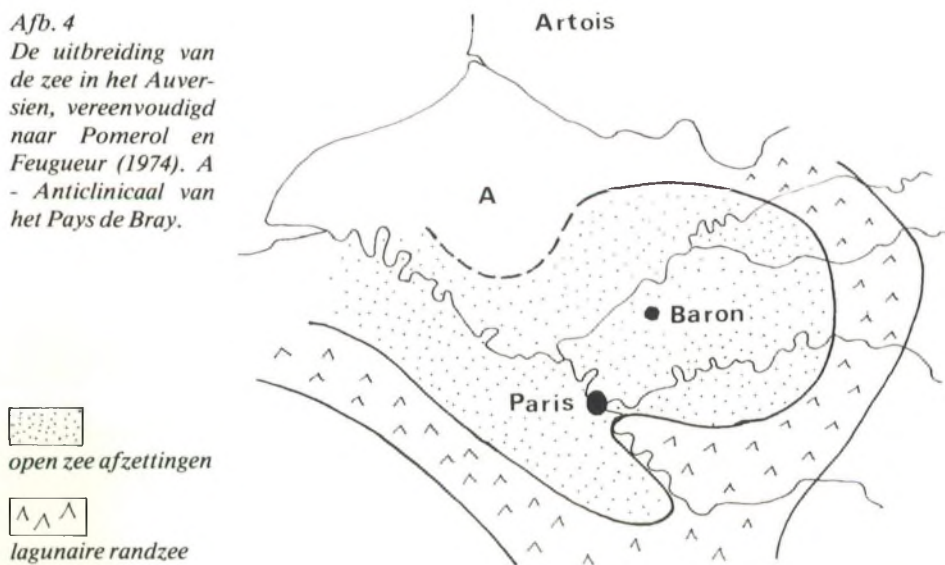 Afb. 4
De uitbreiding van
de zee in het Auver-
sien, vereenvoudigd
naar Pomerol en
Feugueur (1974). A
- Anticlinicaal van
het Pays de Bray.
Artois
A
Baron
Paris
open zee afzettingen
lagunaire randzee